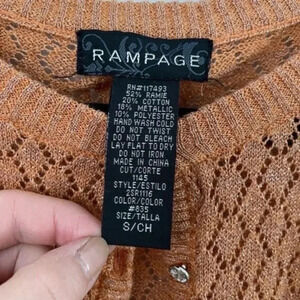 RAMPAGE
RN#117493
52% RAMIE
20% COTTON
18% METALLIC
10% POLYESTER
HAND WASH COLD
DO NOT TWIST
DO NOT BLEACH
LAY FLAT TO DRY
DO NOT IRON
MADE IN CHINA
CUT/CORTE
1145
STYLE/ESTILO
2SR1116
COLOR/COLOR
#835
SIZE/TALLA
S/CH